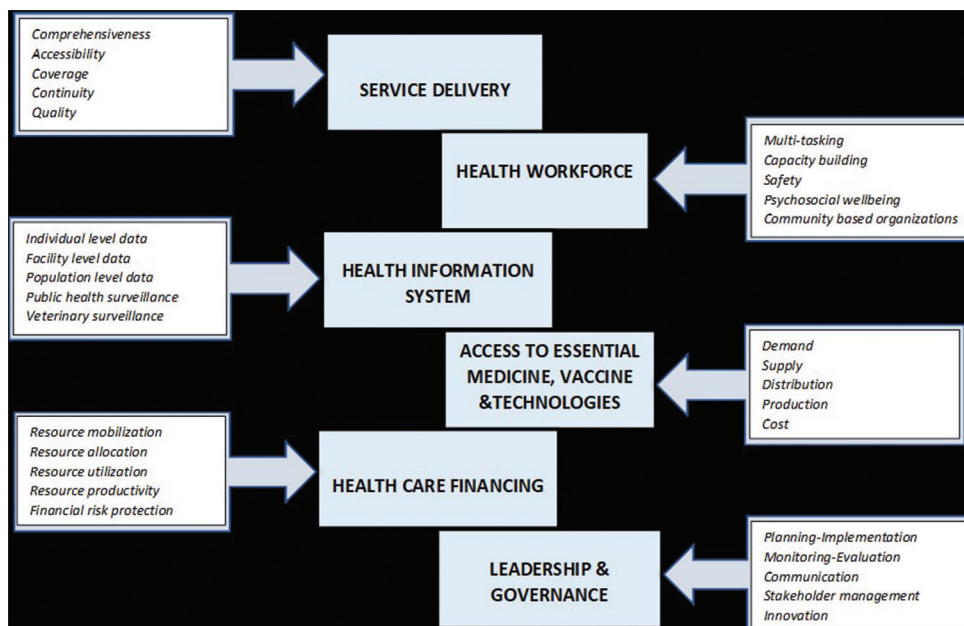 Comprehensiveness
Accessibility
Coverage
Continuity
Quality
SERVICE DELIVERY
HEALTH WORKFORCE
Multi-tasking
Capacity building
Safety
Psychosocial wellbeing
Community based organizations
Individual level data
Facility level data
Population level data
Public health surveillance
Veterinary surveillance
HEALTH INFORMATION
SYSTEM
ACCESS TO ESSENTIAL
MEDICINE, VACCINE
&TECHNOLOGIES
Demand
Supply
Distribution
Production
Cost
Resource mobilization
Resource allocation
Resource utilization
Resource productivity
Financial risk protection
HEALTH CARE FINANCING
LEADERSHIP &
GOVERNANCE
Planning-Implementation
Monitoring-Evaluation
Communication
Stakeholder management
Innovation